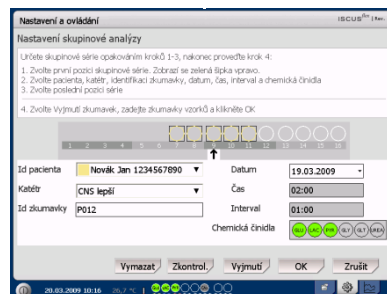 Nastavení a ovládání
ISCUS
Nastavení skupinové analýzy
Určete skupinové série opakováním kroků 1-3, nakonec proveďte krok 4:
1. Zvolte první pozici skupinové série. Zobrazí se zelená šipka vpravo.
2. Zvolte pacienta, katétr, identifikaci zkumavky, datum, čas, interval a chemická činidla
3. Zvolte poslední pozici série
4. Zvolte Vyjmutí zkumavek, zadejte zkumavky vzorků a klikněte OK
1 2 3 4 5 6 7 8 9 10 11 12 13 14 15 16
Id pacienta Novák Jan 1234567890 Datum 19.03.2009
Katétr CNS lepší Čas 02:00
Id zkumavky P012 Interval 01:00
Chemická činidla GLU LAC PYR GLY GLT UREA
Vymazat Zkontrol. Vyjmutí OK Zrušit
20.03.2009 10:16 26,7 °C